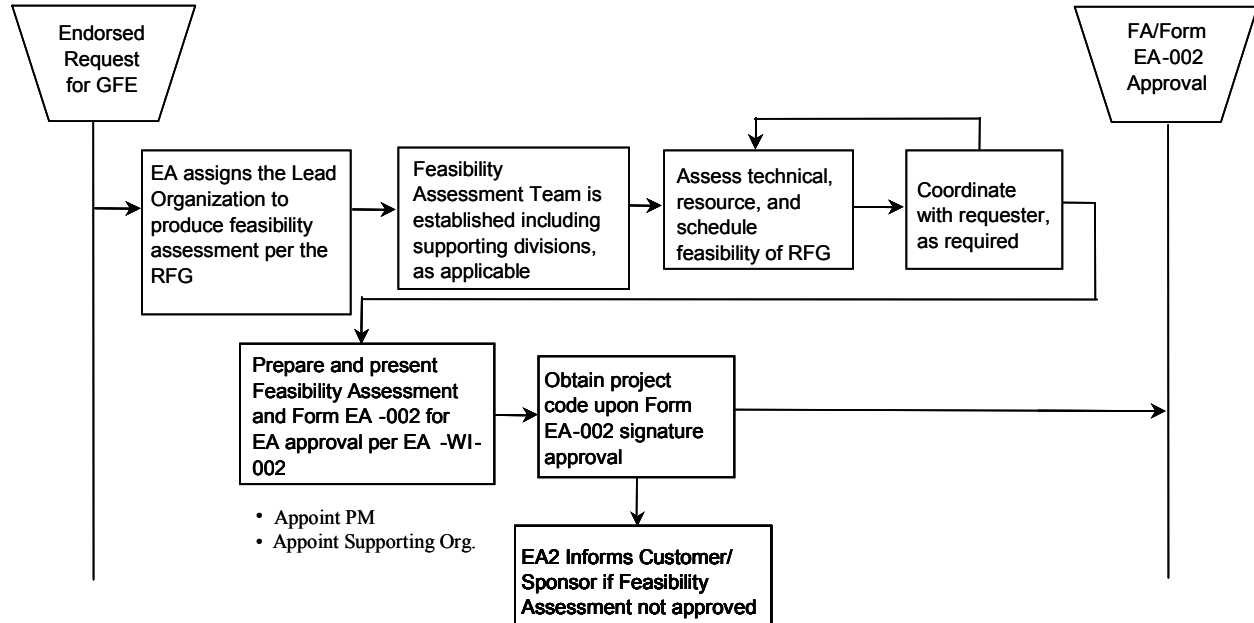 Endorsed
Request
for GFE
FA/Form
EA-002
Approval
EA assigns the Lead
Organization to
produce feasibility
assessment per the
RFG
Feasibility
Assessment Team is
established including
supporting divisions,
as applicable
Assess technical,
resource, and
schedule
feasibility of RFG
Coordinate
with requester,
as required
Prepare and present
Feasibility Assessment
and Form EA -002 for
EA approval per EA -WI-
002
Obtain project
code upon Form
EA-002 signature
approval
• Appoint PM
• Appoint Supporting Org.
EA2 Informs Customer/
Sponsor if Feasibility
Assessment not approved